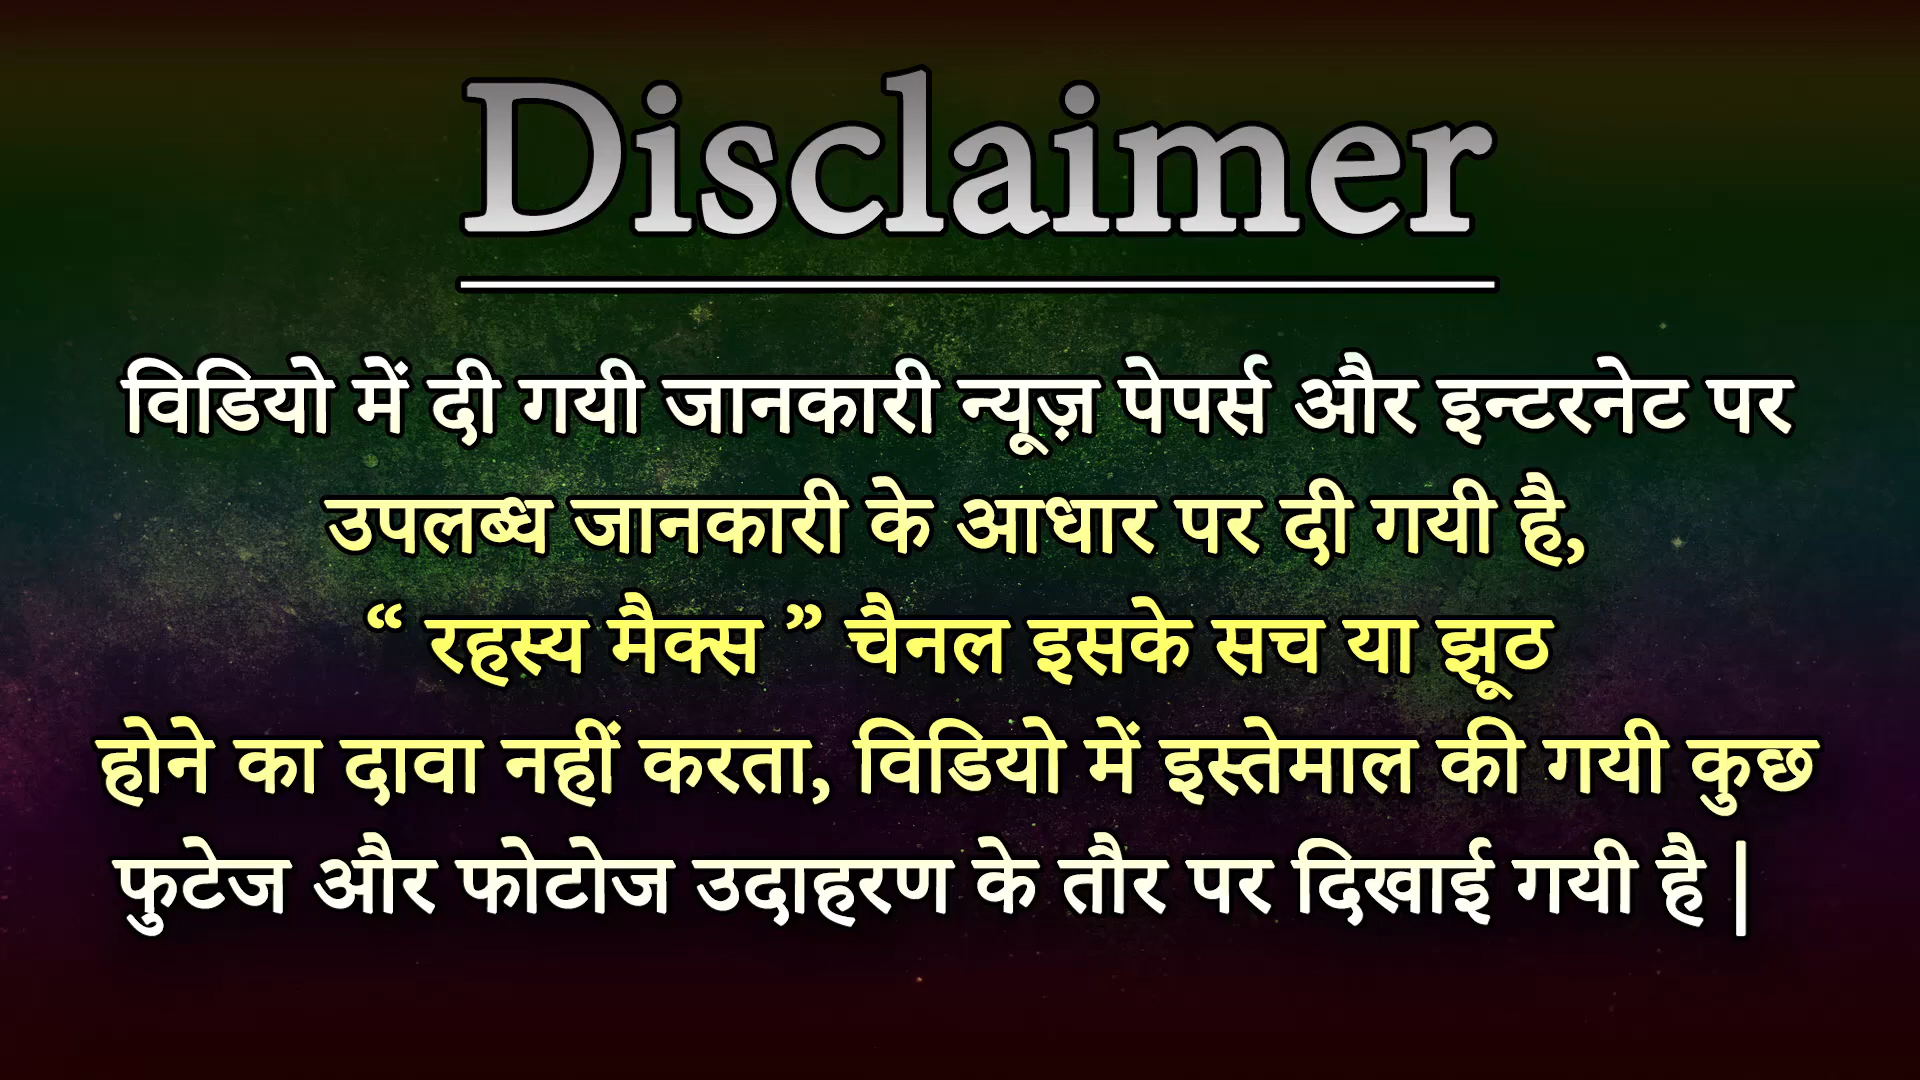 Disclaimer
विडियो में दी गयी जानकारी न्यूज़ पेपर्स और इन्टरनेट पर
उपलब्ध जानकारी के आधार पर दी गयी है,
“ रहस्य मैक्स ” चैनल इसके सच या झूठ
होने का दावा नहीं करता, विडियो में इस्तेमाल की गयी कुछ
फुटेज और फोटोज उदाहरण के तौर पर दिखाई गयी है |